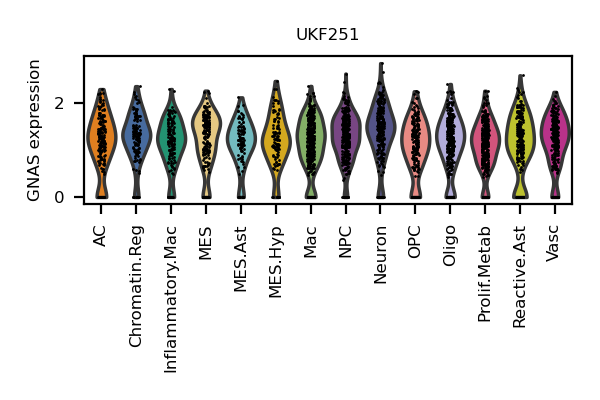 UKF251
GNAS expression
2
0
AC
Chromatin.Reg
Inflammatory.Mac
MES
MES.Ast
MES.Hyp
Mac
NPC
Neuron
OPC
Oligo
Prolif.Metab
Reactive.Ast
Vasc